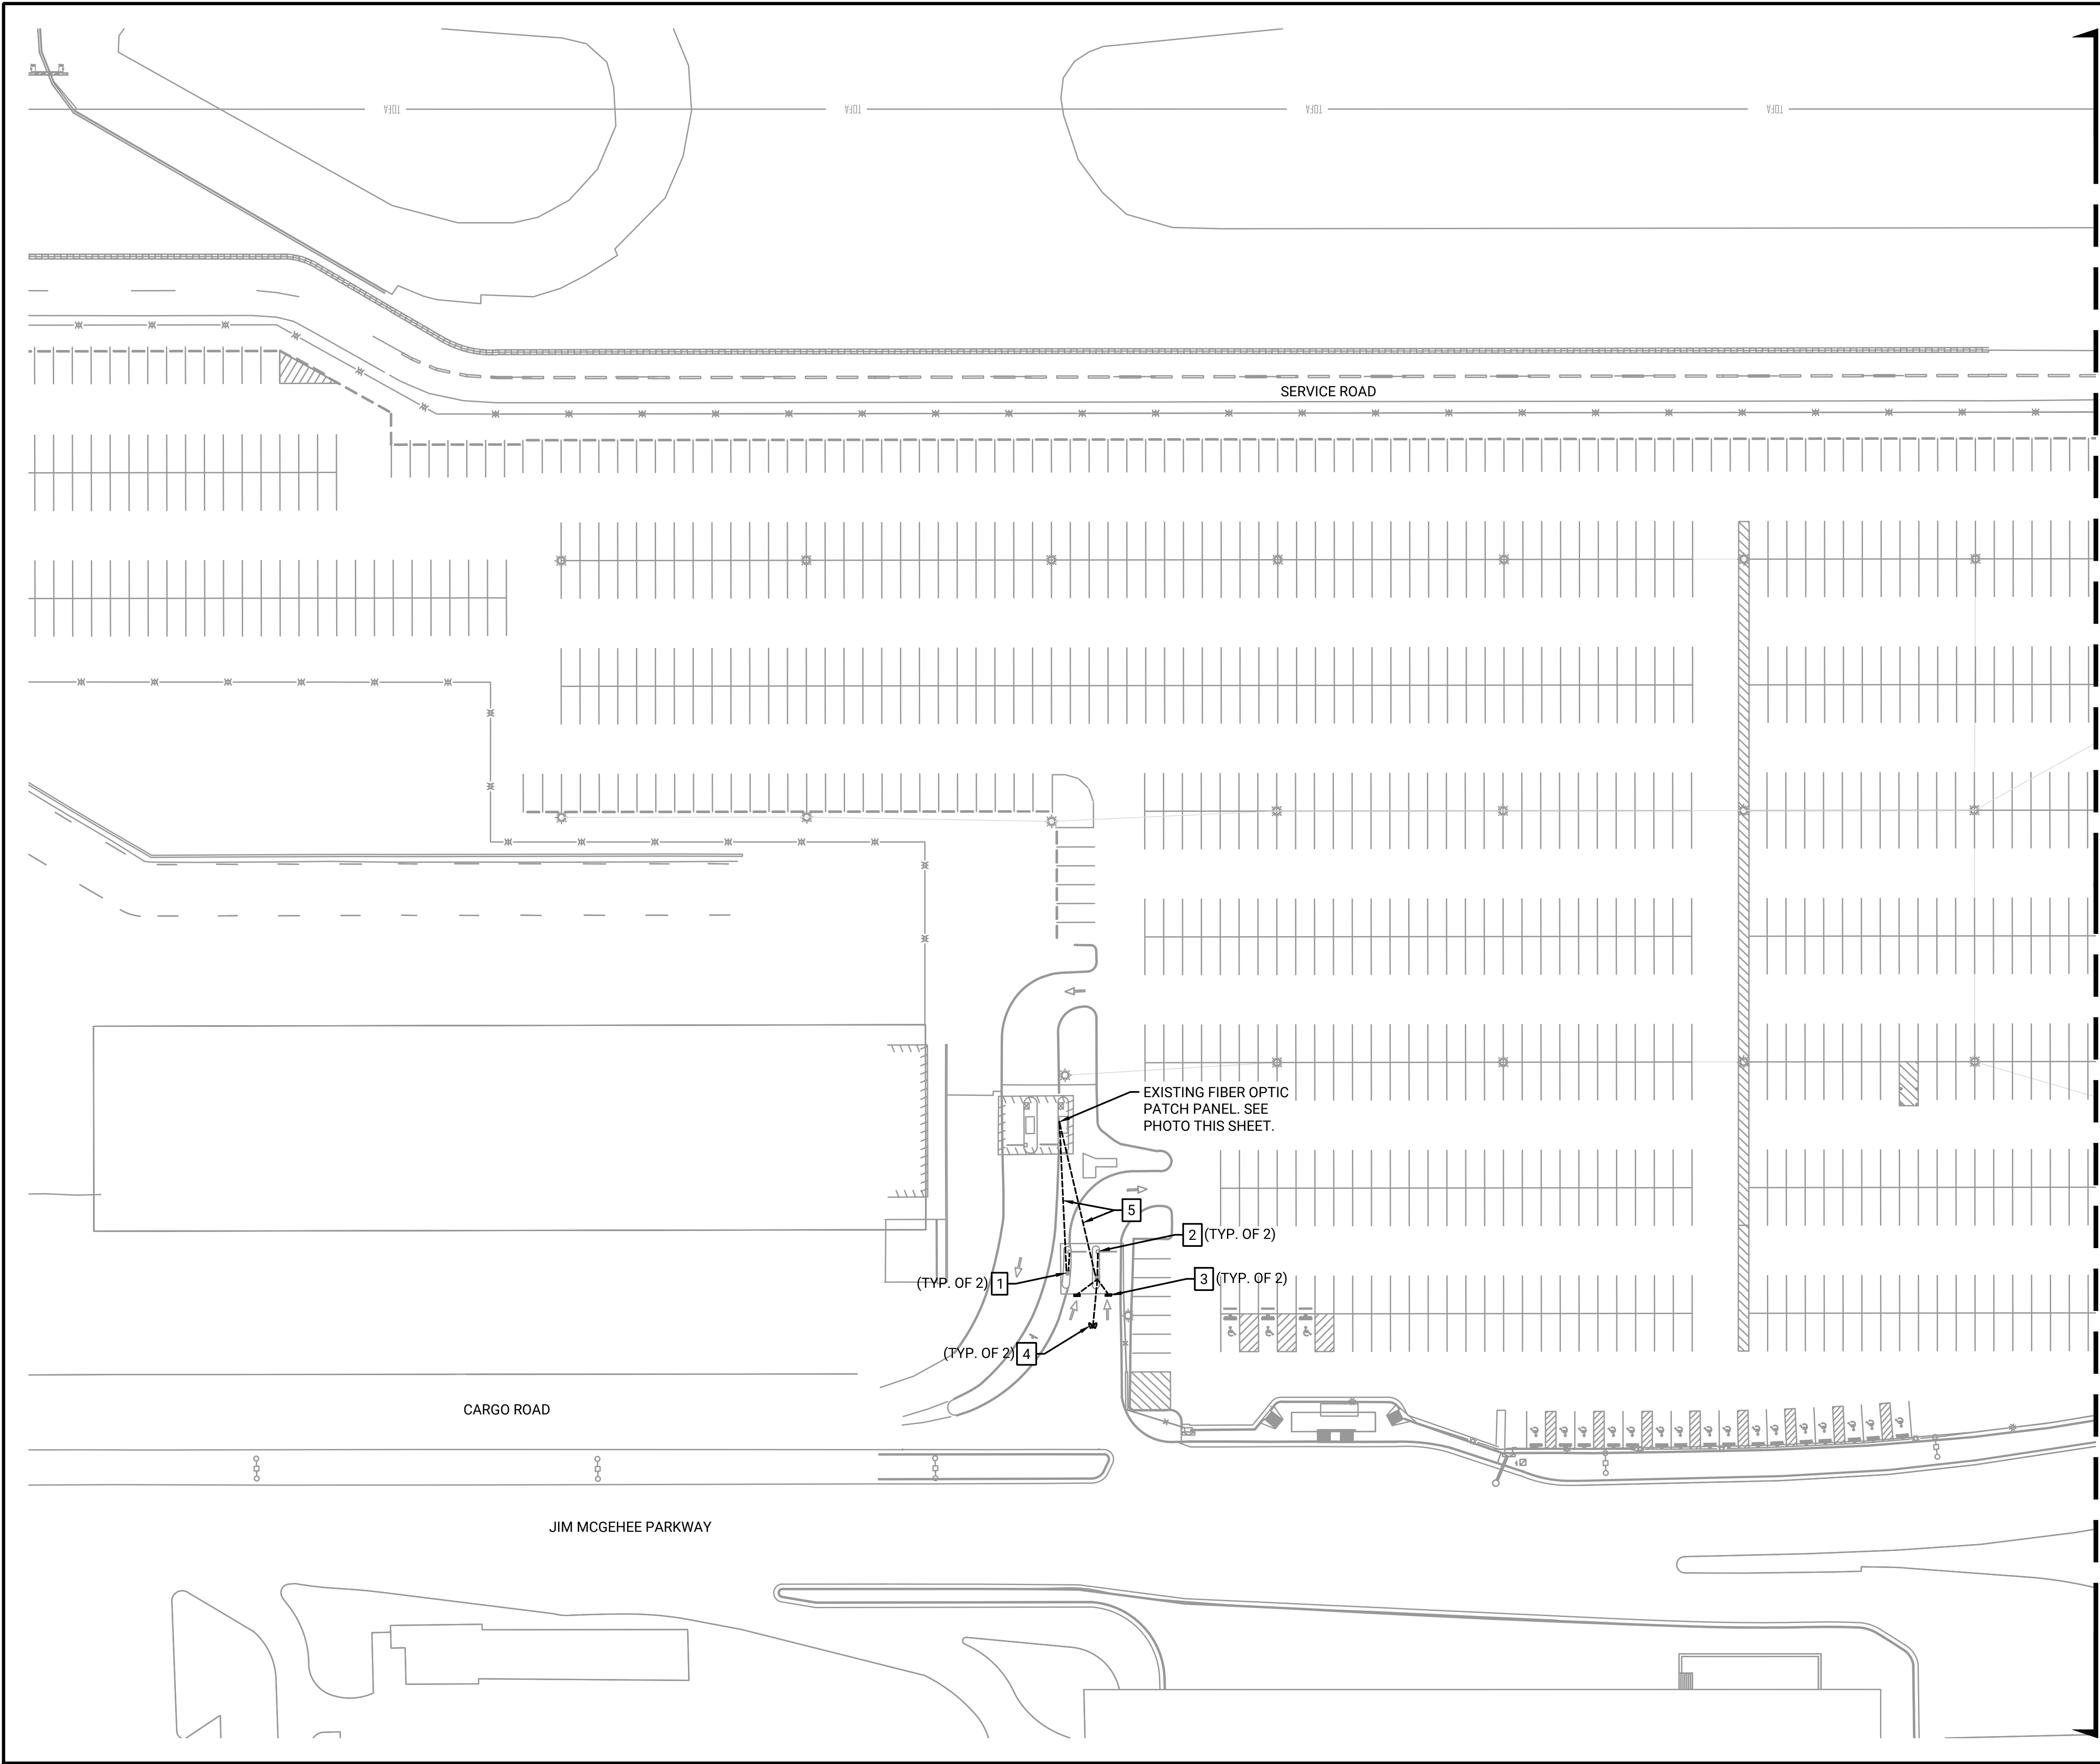 TOFA
TOFA
TOFA
TOFA
SERVICE ROAD
EXISTING FIBER OPTIC
PATCH PANEL. SEE
PHOTO THIS SHEET.
5
2 (TYP. OF 2)
(TYP. OF 2) 1
3 (TYP. OF 2)
(TYP. OF 2) 4
CARGO ROAD
JIM MCGEHEE PARKWAY